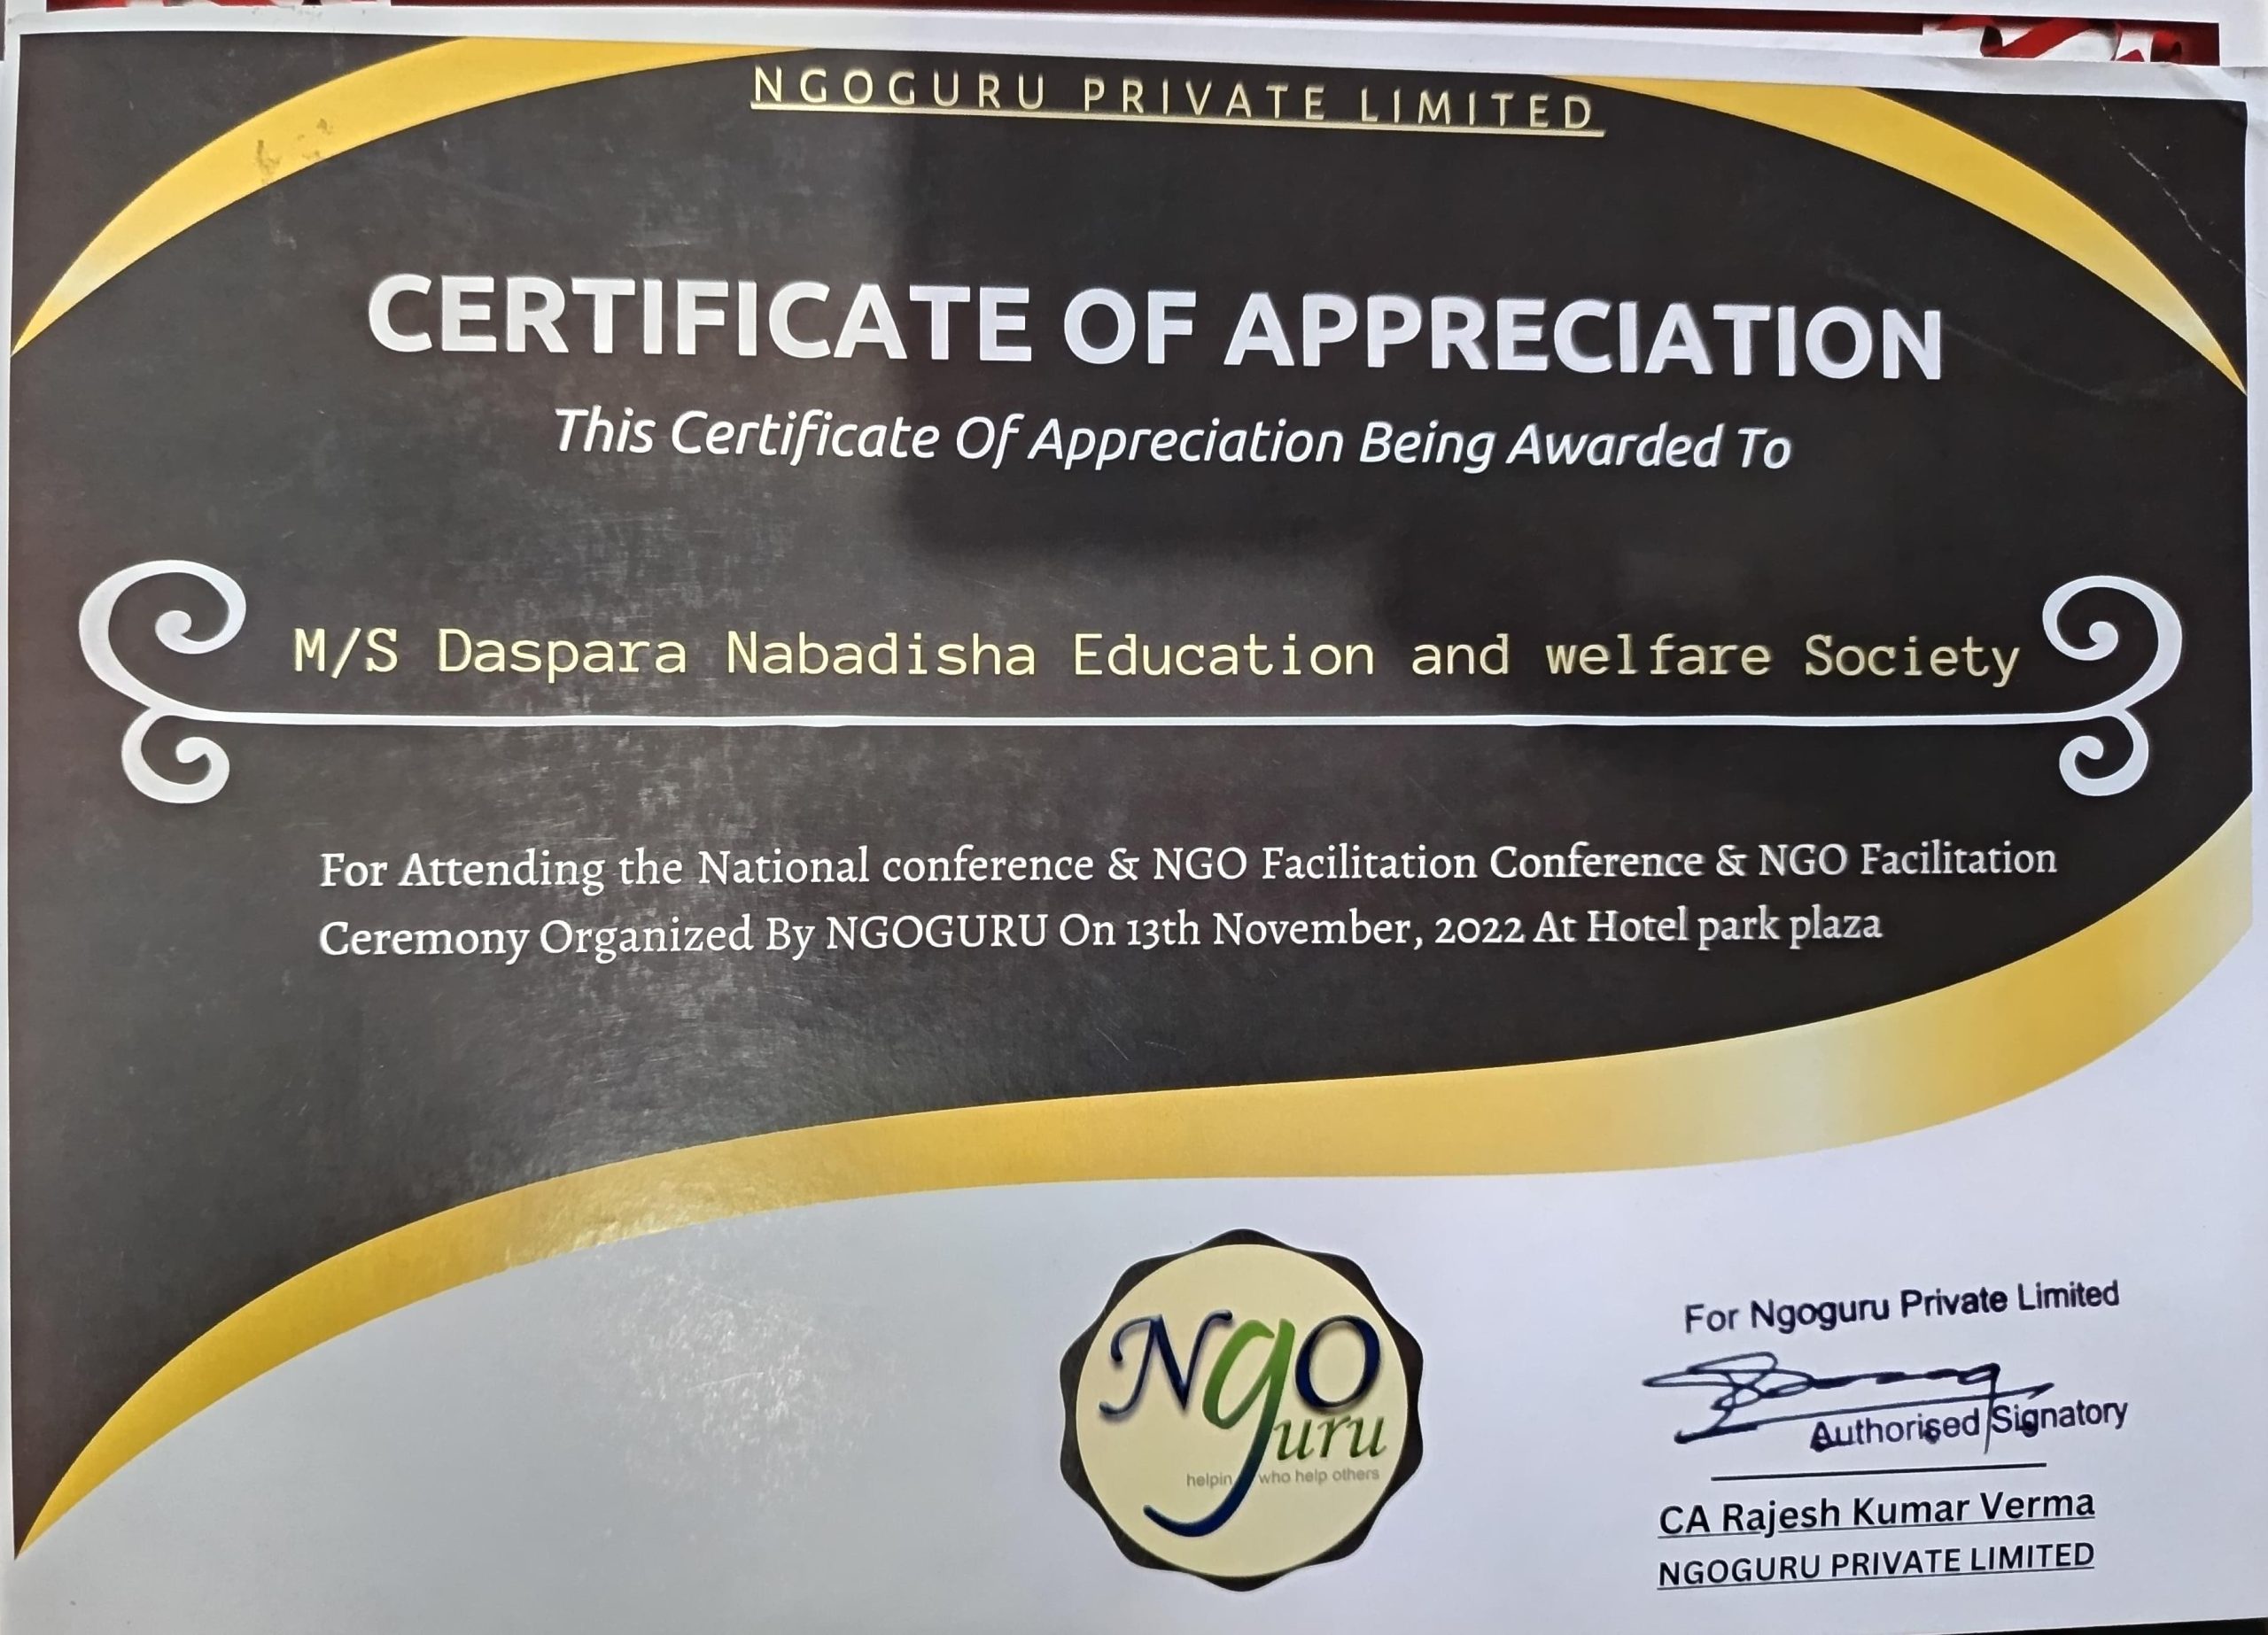 NGOGURU PRIVATE LIMITED
CERTIFICATE OF APPRECIATION
This Certificate Of Appreciation Being Awarded To
M/S Daspara Nabadisha Education and welfare Society
For Attending the National conference & NGO Facilitation Conference & NGO Facilitation
Ceremony Organized By NGOGURU On 13th November, 2022 At Hotel park plaza
Ngo
guru
helpin who help others
For Ngoguru Private Limited
Authorised Signatory
CA Rajesh Kumar Verma
NGOGURU PRIVATE LIMITED